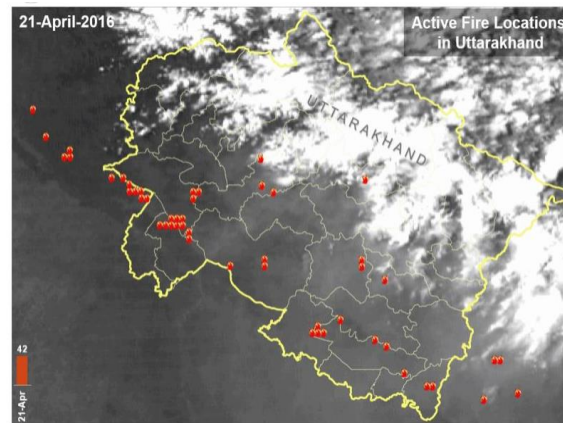 21-April-2016
Active Fire Locations
in Uttarakhand
UTTARAKHAND
42
21-Apr